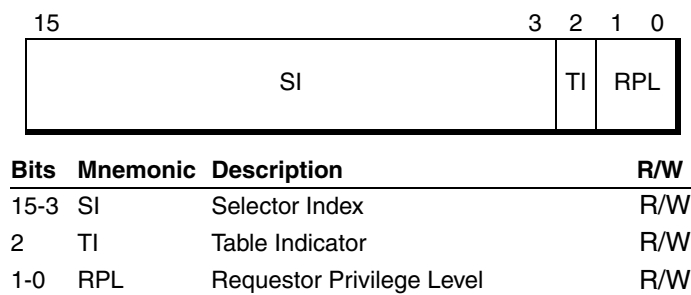 15 3 2 1 0
SI TI RPL
Bits Mnemonic Description R/W
15-3 SI Selector Index R/W
2 TI Table Indicator R/W
1-0 RPL Requestor Privilege Level R/W